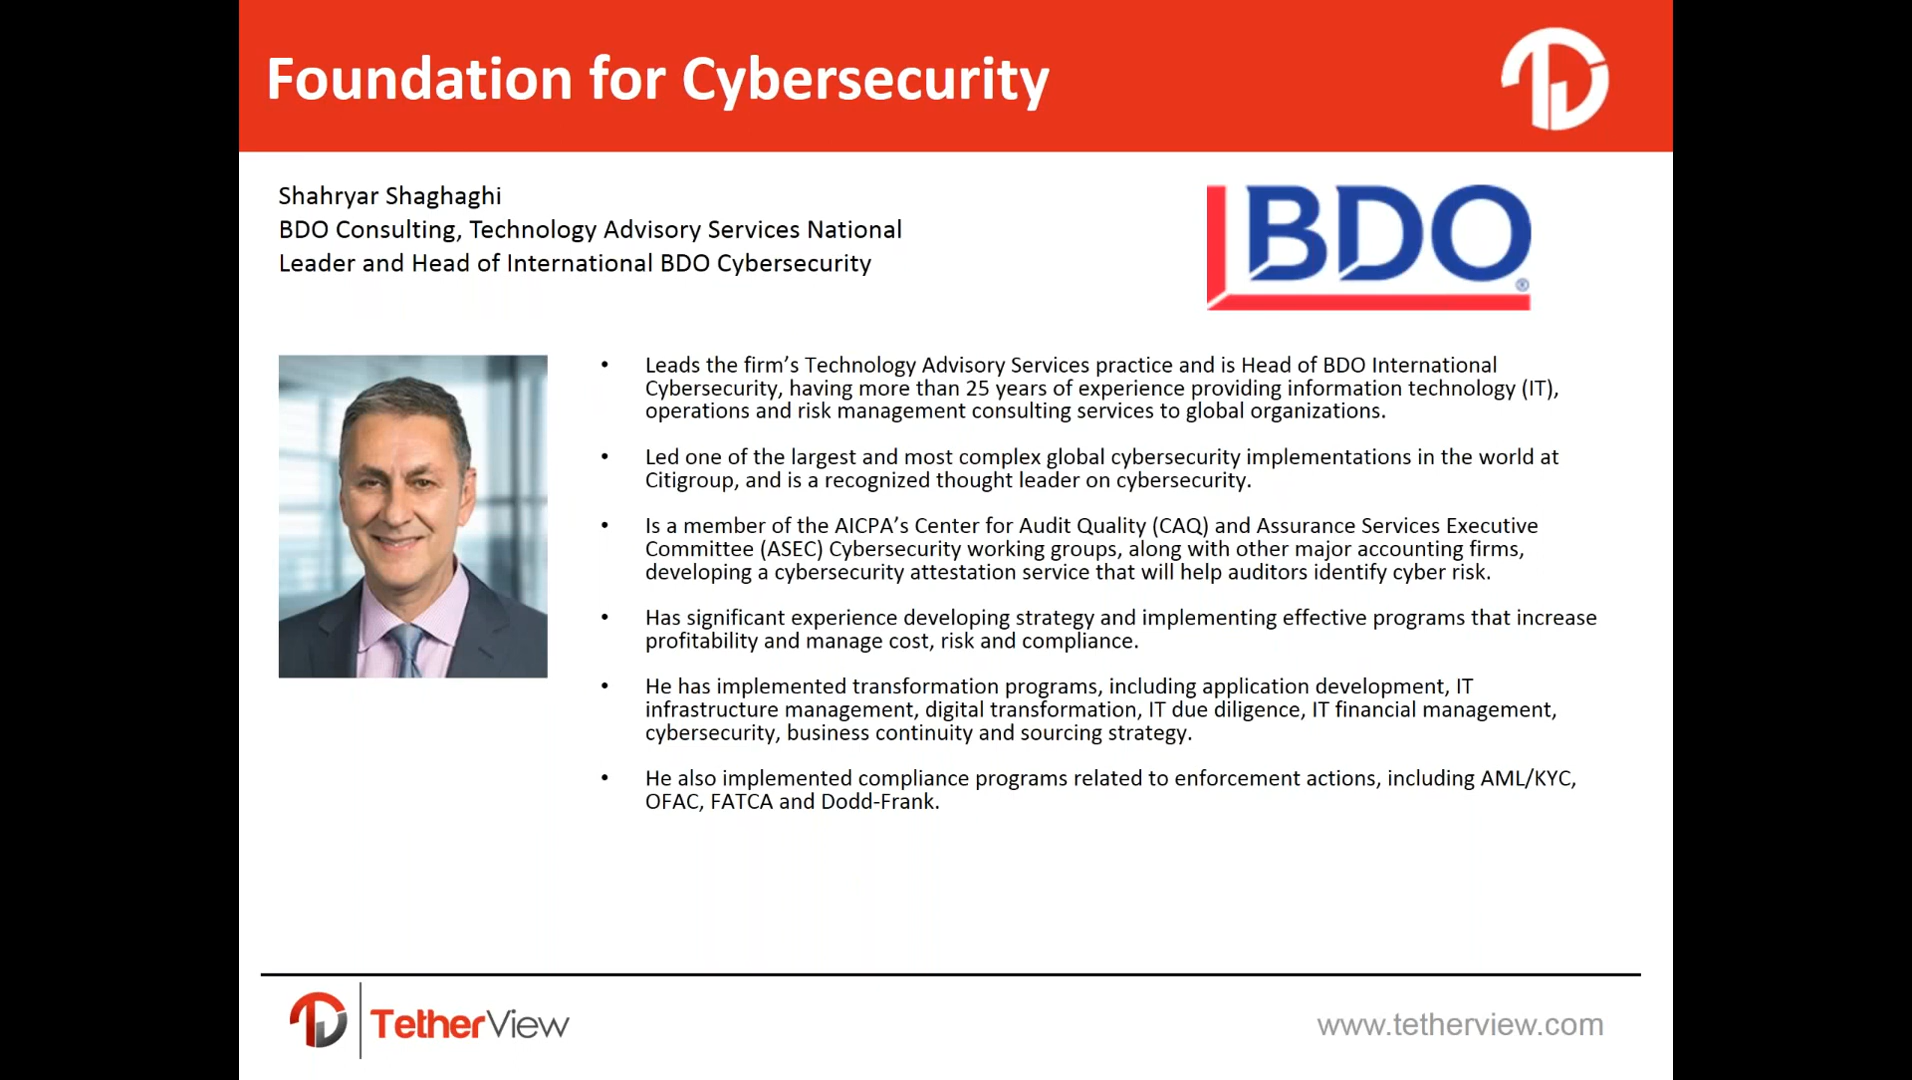 Foundation for Cybersecurity
Shahryar Shaghaghi
BDO Consulting, Technology Advisory Services National
Leader and Head of International BDO Cybersecurity
BDO®
• Leads the firm’s Technology Advisory Services practice and is Head of BDO International
Cybersecurity, having more than 25 years of experience providing information technology (IT),
operations and risk management consulting services to global organizations.
• Led one of the largest and most complex global cybersecurity implementations in the world at
Citigroup, and is a recognized thought leader on cybersecurity.
• Is a member of the AICPA’s Center for Audit Quality (CAQ) and Assurance Services Executive
Committee (ASEC) Cybersecurity working groups, along with other major accounting firms,
developing a cybersecurity attestation service that will help auditors identify cyber risk.
• Has significant experience developing strategy and implementing effective programs that increase
profitability and manage cost, risk and compliance.
• He has implemented transformation programs, including application development, IT
infrastructure management, digital transformation, IT due diligence, IT financial management,
cybersecurity, business continuity and sourcing strategy.
• He also implemented compliance programs related to enforcement actions, including AML/KYC,
OFAC, FATCA and Dodd-Frank.
TetherView
www.tetherview.com